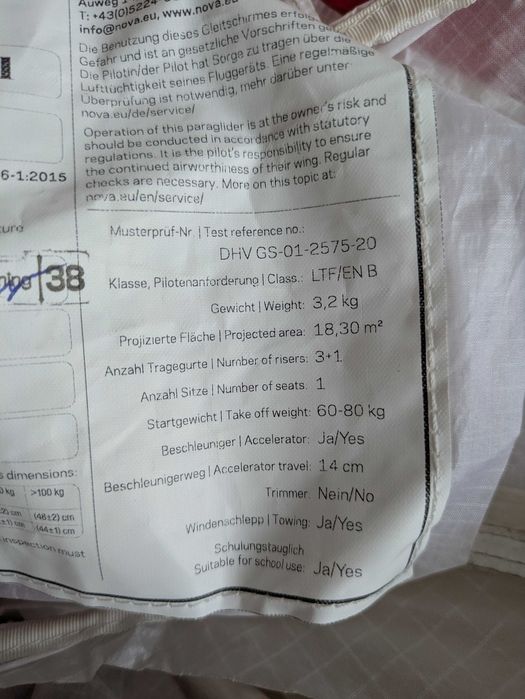 Auweg
T: +43(0)5224
info@nova.eu, www.nova.
Die Benutzung dieses Gleitschirmes erfolgt
Gefahr und ist an gesetzliche Vorschriften
Die Pilotin/der Pilot hat Sorge zu tragen über die
Lufttüchtigkeit seines Fluggeräts. Eine regelmäßige
Überprüfung ist notwendig, mehr darüber unter:
nova.eu/de/service/
Operation of this paraglider is at the owner's risk and
should be conducted in accordance with statutory
regulations. It is the pilot's responsibility to ensure
the continued airworthiness of their wing. Regular
checks are necessary. More on this topic at:
nova.eu/en/service/
6-1:2015
38
Musterprüf-Nr. | Test reference no.:
DHV GS-01-2575-20
Klasse, Pilotenanforderung | Class.: LTF/EN B
Gewicht | Weight: 3,2 kg
Projizierte Fläche | Projected area: 18,30 m²
Anzahl Tragegurte | Number of risers: 3+1
Anzahl Sitze | Number of seats: 1
Startgewicht | Take off weight: 60-80 kg
Beschleuniger | Accelerator: Ja/Yes
Beschleunigerweg | Accelerator travel: 14 cm
Trimmer: Nein/No
Windenschlepp | Towing: Ja/Yes
Schulungstauglich
Suitable for school use: Ja/Yes
s dimensions:
kg >100 kg
cm (48±2) cm
cm (44±1) cm
inspection must